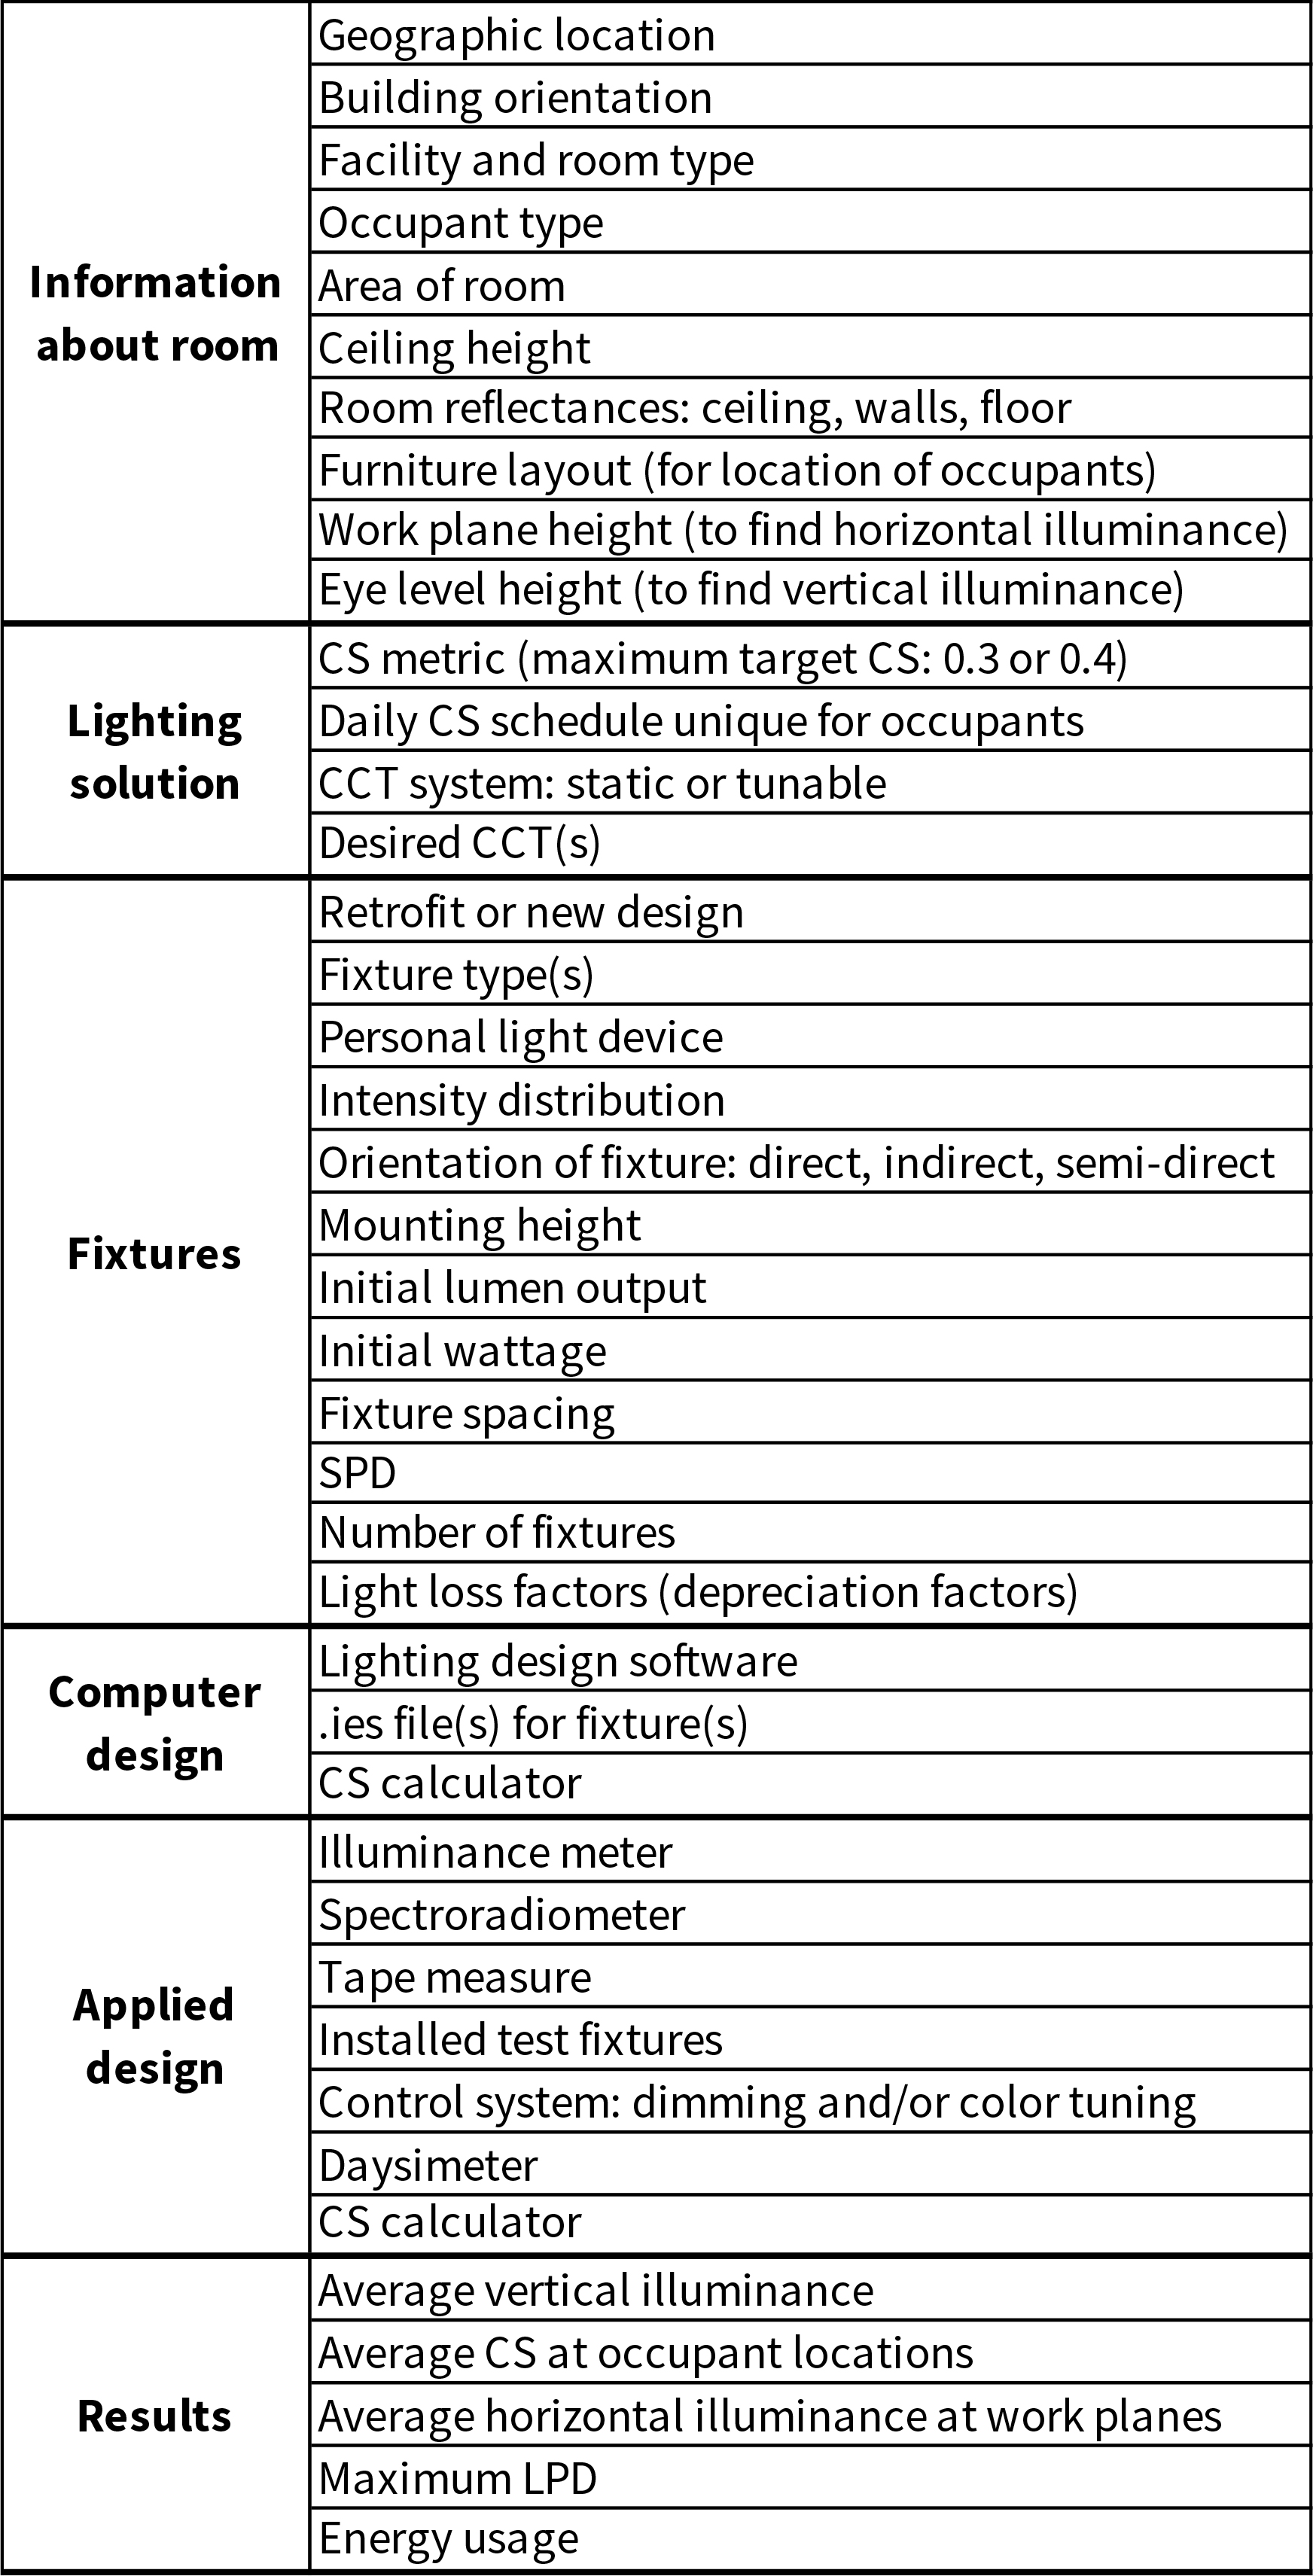 Information
about room
Geographic location
Building orientation
Facility and room type
Occupant type
Area of room
Ceiling height
Room reflectances: ceiling, walls, floor
Furniture layout (for location of occupants)
Work plane height (to find horizontal illuminance)
Eye level height (to find vertical illuminance)
Lighting
solution
CS metric (maximum target CS: 0.3 or 0.4)
Daily CS schedule unique for occupants
CCT system: static or tunable
Desired CCT(s)
Fixtures
Retrofit or new design
Fixture type(s)
Personal light device
Intensity distribution
Orientation of fixture: direct, indirect, semi-direct
Mounting height
Initial lumen output
Initial wattage
Fixture spacing
SPD
Number of fixtures
Light loss factors (depreciation factors)
Computer
design
Lighting design software
.ies file(s) for fixture(s)
CS calculator
Applied
design
Illuminance meter
Spectroradiometer
Tape measure
Installed test fixtures
Control system: dimming and/or color tuning
Daysimeter
CS calculator
Results
Average vertical illuminance
Average CS at occupant locations
Average horizontal illuminance at work planes
Maximum LPD
Energy usage